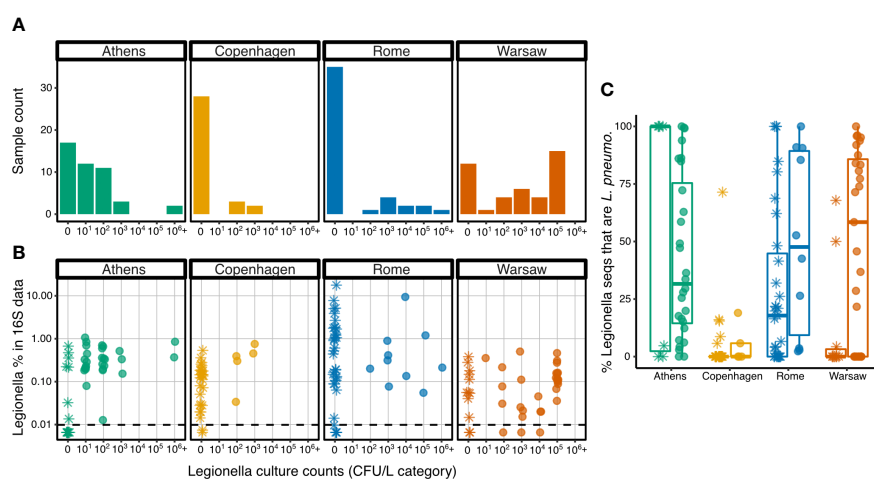 A
Athens Copenhagen Rome Warsaw
Sample count
30
20
10
0
0 10¹ 10² 10³ 10⁴ 10⁵ 10⁶+ 0 10¹ 10² 10³ 10⁴ 10⁵ 10⁶+ 0 10¹ 10² 10³ 10⁴ 10⁵ 10⁶+ 0 10¹ 10² 10³ 10⁴ 10⁵ 10⁶+
B
Athens Copenhagen Rome Warsaw
Legionella % in 16S data
10.00
1.00
0.10
0.01
0 10¹ 10² 10³ 10⁴ 10⁵ 10⁶+ 0 10¹ 10² 10³ 10⁴ 10⁵ 10⁶+ 0 10¹ 10² 10³ 10⁴ 10⁵ 10⁶+ 0 10¹ 10² 10³ 10⁴ 10⁵ 10⁶+
Legionella culture counts (CFU/L category)
C
% Legionella seqs that are L. pneumo.
100
75
50
25
0
Athens Copenhagen Rome Warsaw